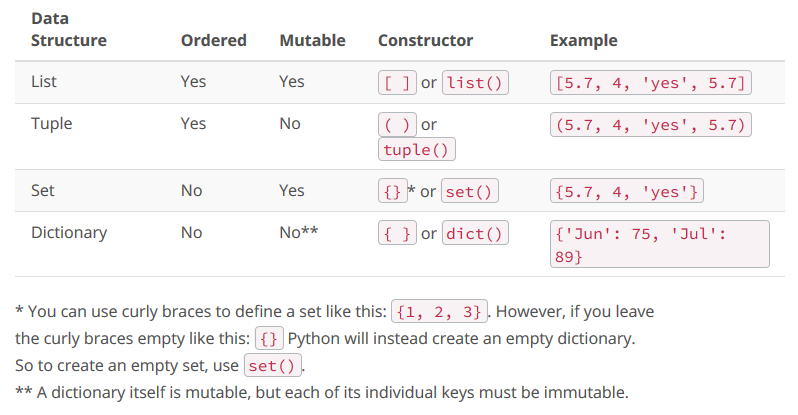 Data
Structure Ordered Mutable Constructor Example
List Yes Yes [ ] or list() [5.7, 4, 'yes', 5.7]
Tuple Yes No ( ) or (5.7, 4, 'yes', 5.7)
tuple()
Set No Yes {}* or set() {5.7, 4, 'yes'}
Dictionary No No** { } or dict() {'Jun': 75, 'Jul':
89}
* You can use curly braces to define a set like this: {1, 2, 3}. However, if you leave
the curly braces empty like this: {} Python will instead create an empty dictionary.
So to create an empty set, use set().
** A dictionary itself is mutable, but each of its individual keys must be immutable.